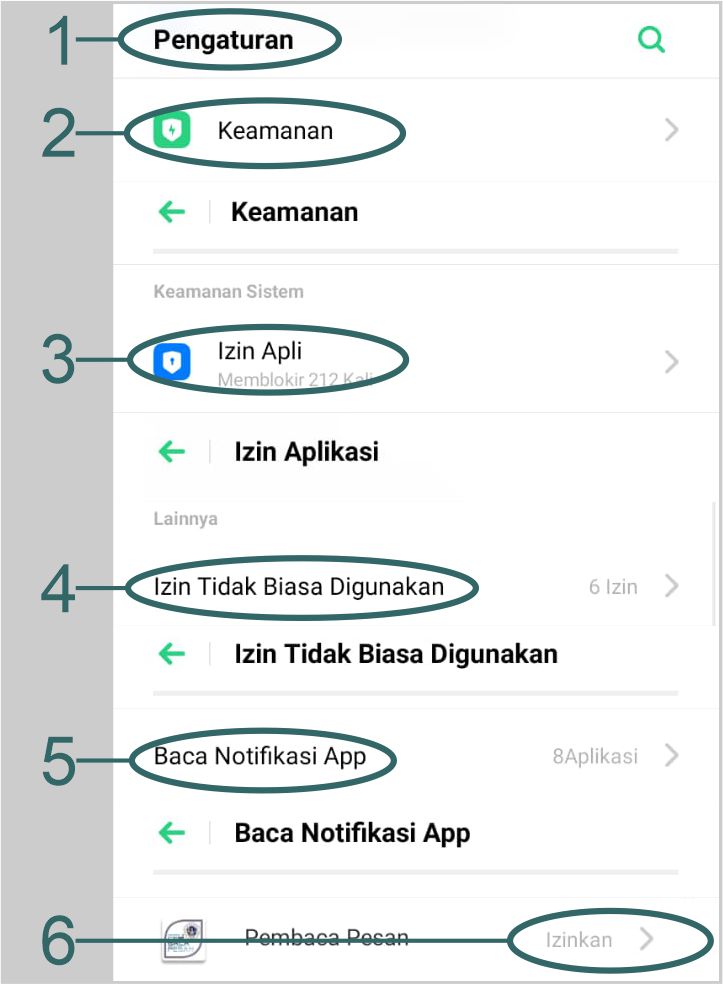 1 Pengaturan
2 Keamanan
Keamanan
Keamanan Sistem
3 Izin Apli
Memblokir 212 Kali
Izin Aplikasi
Lainnya
4 Izin Tidak Biasa Digunakan 6 Izin
Izin Tidak Biasa Digunakan
5 Baca Notifikasi App 8Aplikasi
Baca Notifikasi App
6 Pembaca Pesan Izinkan